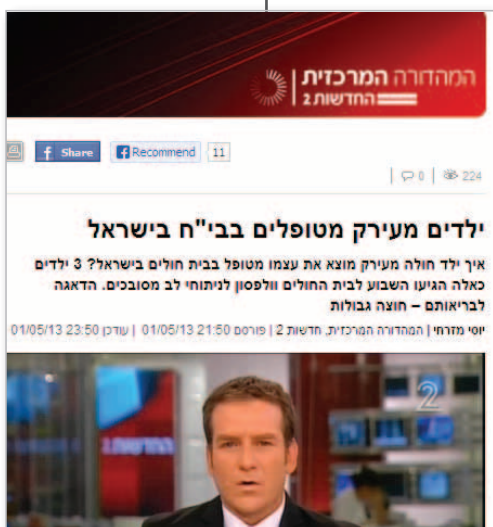 המהדורה המרכזית
החדשות 2
Share
Recommend
11
0 | 224
ילדים מעירק מטופלים בבי"ח בישראל
איך ילד חולה מעירק מוצא את עצמו מטופל בבית חולים בישראל? 3 ילדים
כאלה הגיעו השבוע לבית החולים וולפסון לניתוחי לב מסובכים. הדאגה
לבריאותם – חוצה גבולות
יוסי מזרחי | המהדורה המרכזית, חדשות 2 | פורסם 01/05/13 21:50 | עודכן 01/05/13 23:50
2
החדשות